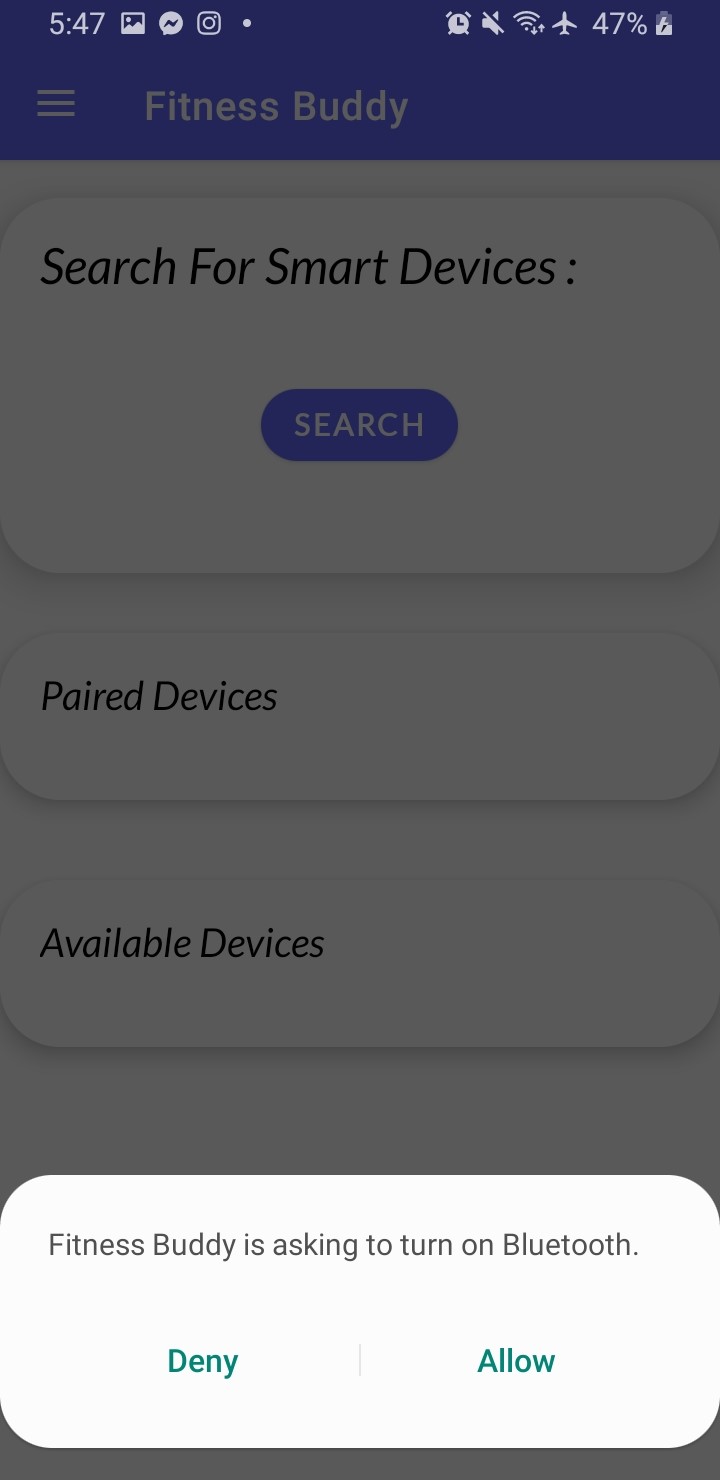 5:47 47%
Fitness Buddy
Search For Smart Devices :
SEARCH
Paired Devices
Available Devices
Fitness Buddy is asking to turn on Bluetooth.
Deny Allow